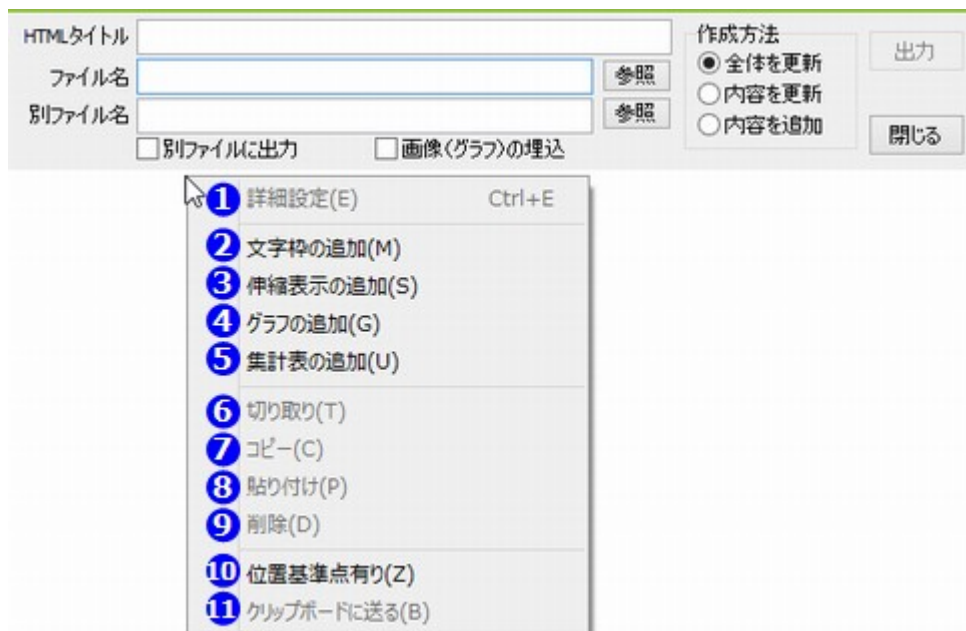 HTMLタイトル
ファイル名
参照
別ファイル名
参照
別ファイルに出力
画像(グラフ)の埋込
作成方法
全体を更新
内容を更新
内容を追加
出力
閉じる
1 詳細設定(E) Ctrl+E
2 文字枠の追加(M)
3 伸縮表示の追加(S)
4 グラフの追加(G)
5 集計表の追加(U)
6 切り取り(T)
7 コピー(C)
8 貼り付け(P)
9 削除(D)
10 位置基準点有り(Z)
11 クリップボードに送る(B)